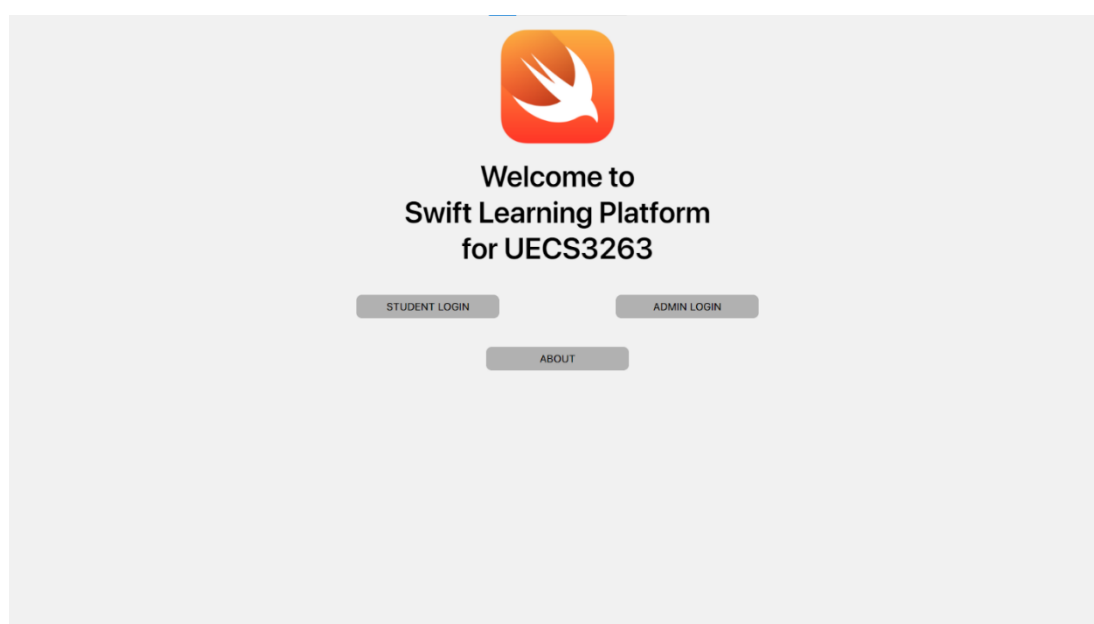 Welcome to
Swift Learning Platform
for UECS3263
STUDENT LOGIN
ADMIN LOGIN
ABOUT